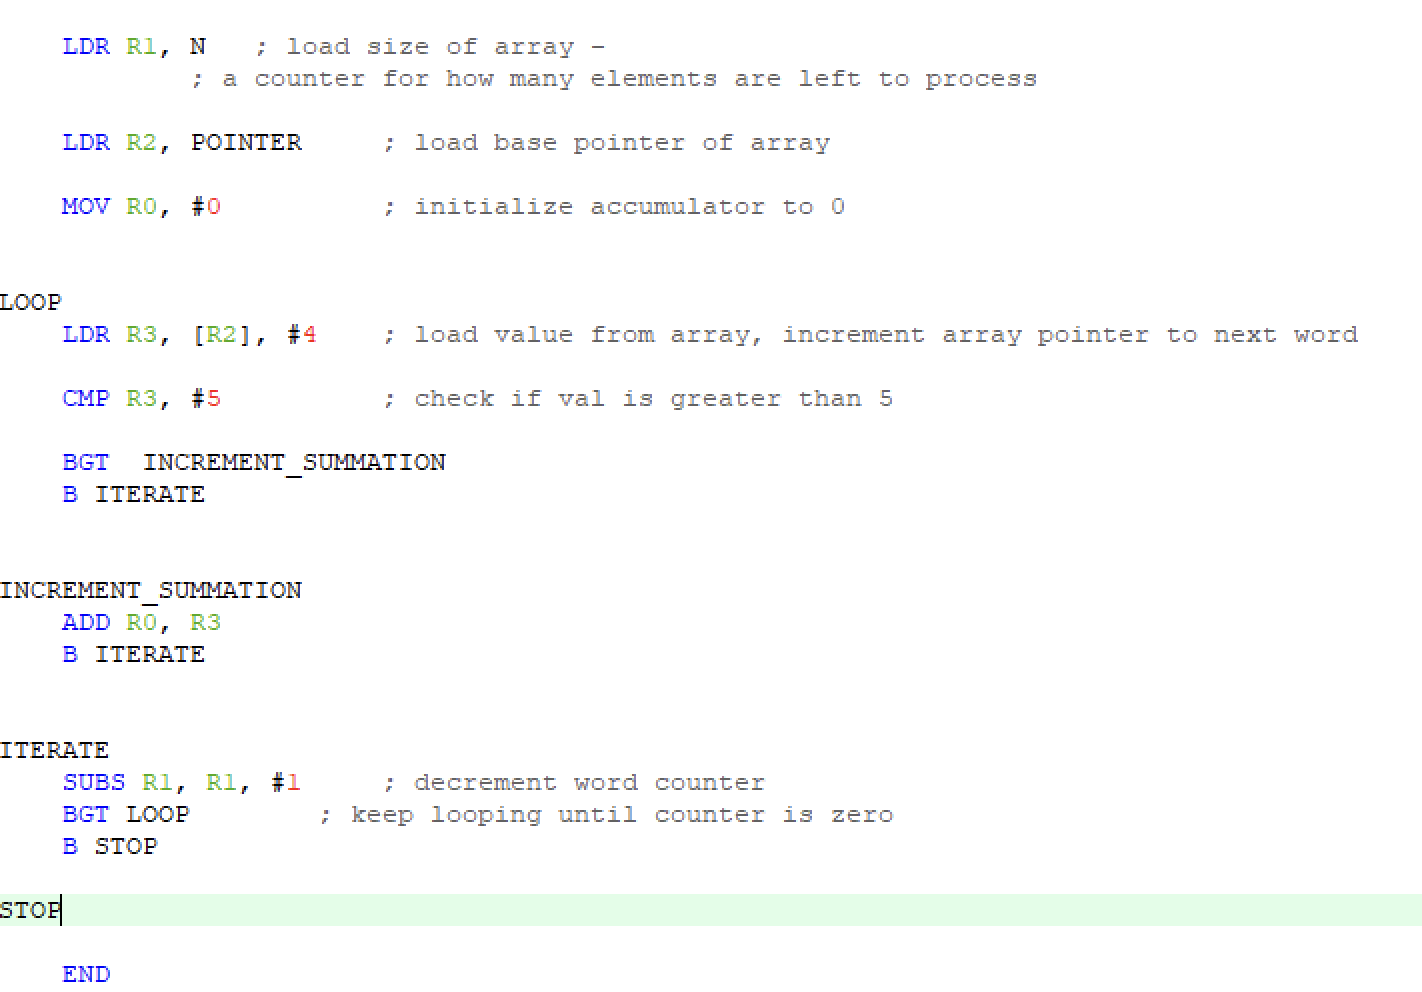 LDR R1, N ; load size of array -
; a counter for how many elements are left to process
LDR R2, POINTER ; load base pointer of array
MOV R0, #0 ; initialize accumulator to 0
LOOP
LDR R3, [R2], #4 ; load value from array, increment array pointer to next word
CMP R3, #5 ; check if val is greater than 5
BGT INCREMENT_SUMMATION
B ITERATE
INCREMENT_SUMMATION
ADD R0, R3
B ITERATE
ITERATE
SUBS R1, R1, #1 ; decrement word counter
BGT LOOP ; keep looping until counter is zero
B STOP
STOP
END